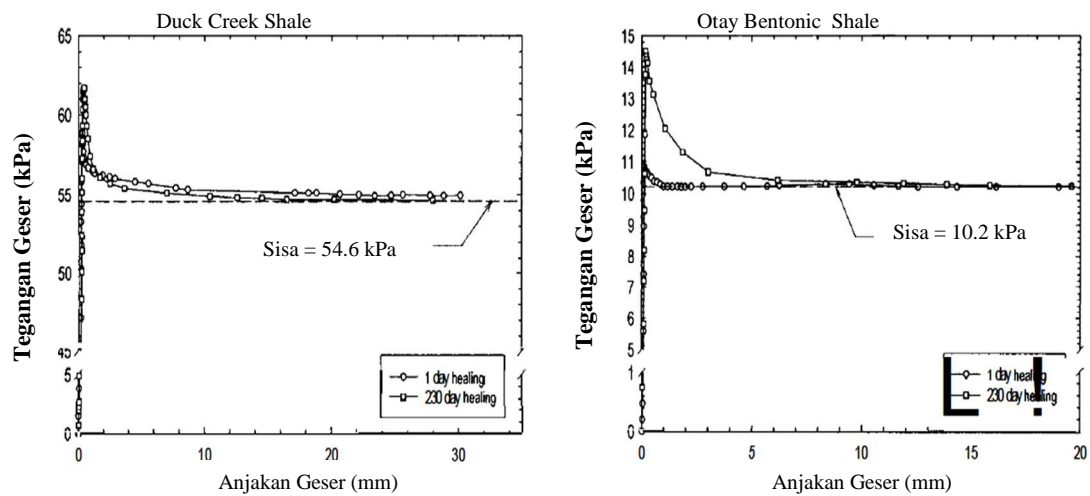 Duck Creek Shale
Tegangan Geser (kPa)
65
60
55
50
45
5
0
Sisa = 54.6 kPa
1 day healing
230 day healing
0 10 20 30
Anjakan Geser (mm)
Otay Bentonic Shale
Tegangan Geser (kPa)
15
14
13
12
11
10
9
8
7
6
5
1
0
Sisa = 10.2 kPa
1 day healing
230 day healing
0 5 10 15 20
Anjakan Geser (mm)